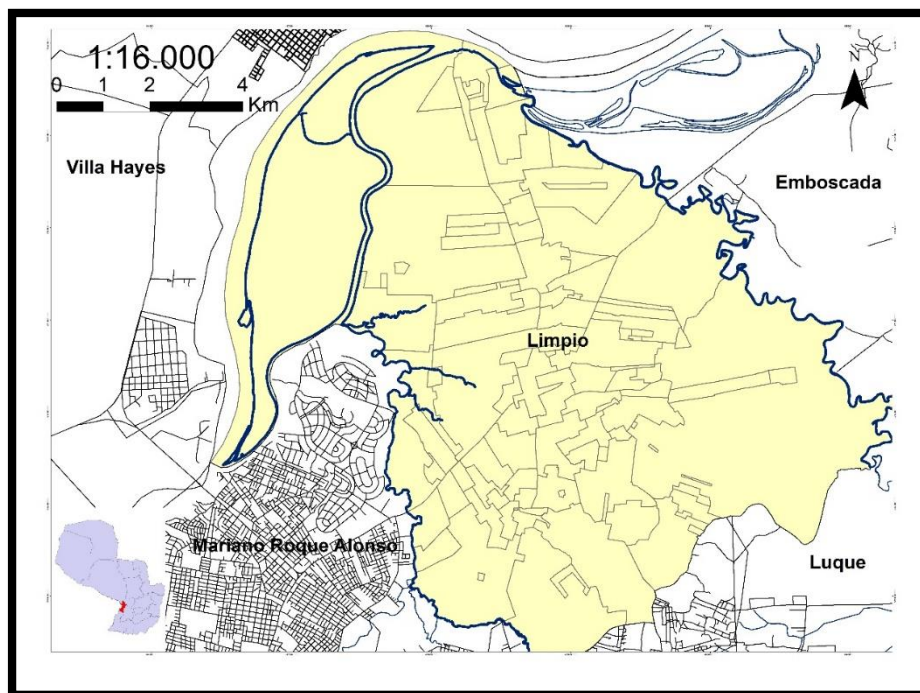 1:16.000
0 1 2 4
Km
N
Villa Hayes
Emboscada
Limpio
Mariano Roque Alonso
Luque